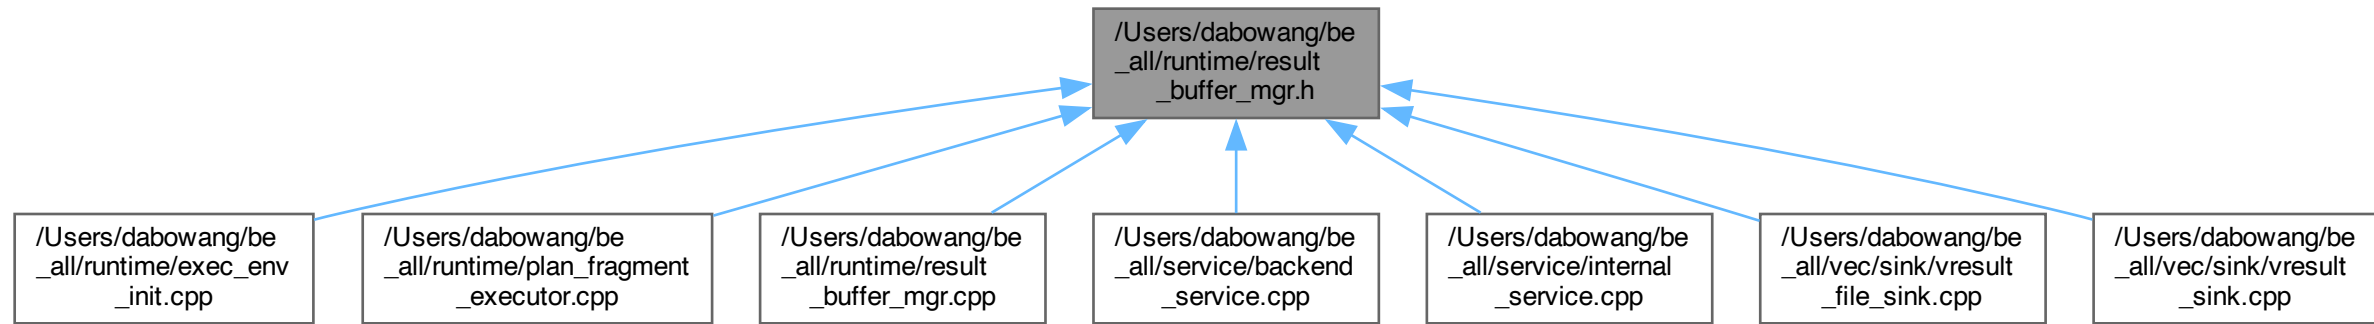 /Users/dabowang/be
_all/runtime/result
_buffer_mgr.h
/Users/dabowang/be
_all/runtime/exec_env
_init.cpp
/Users/dabowang/be
_all/runtime/plan_fragment
_executor.cpp
/Users/dabowang/be
_all/runtime/result
_buffer_mgr.cpp
/Users/dabowang/be
_all/service/backend
_service.cpp
/Users/dabowang/be
_all/service/internal
_service.cpp
/Users/dabowang/be
_all/vec/sink/vresult
_file_sink.cpp
/Users/dabowang/be
_all/vec/sink/vresult
_sink.cpp